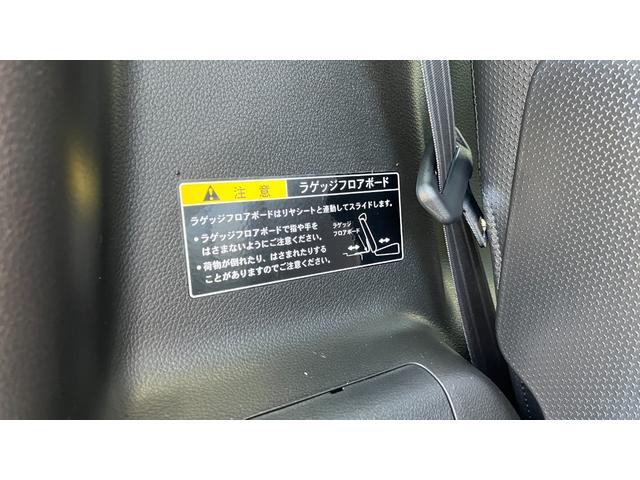 注意 ラゲッジフロアボード
ラゲッジフロアボードはリヤシートと連動してスライドします。
・ラゲッジフロアボードで指や手を
はさまないようにご注意ください。
・荷物が倒れたり、はさまれたりする
ことがありますのでご注意ください。
ラゲッジ
フロアボード